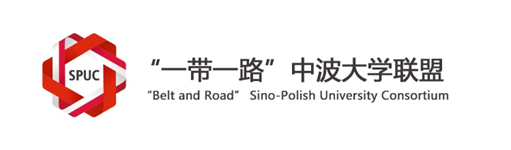 SPUC
“一带一路”中波大学联盟
“Belt and Road” Sino-Polish University Consortium